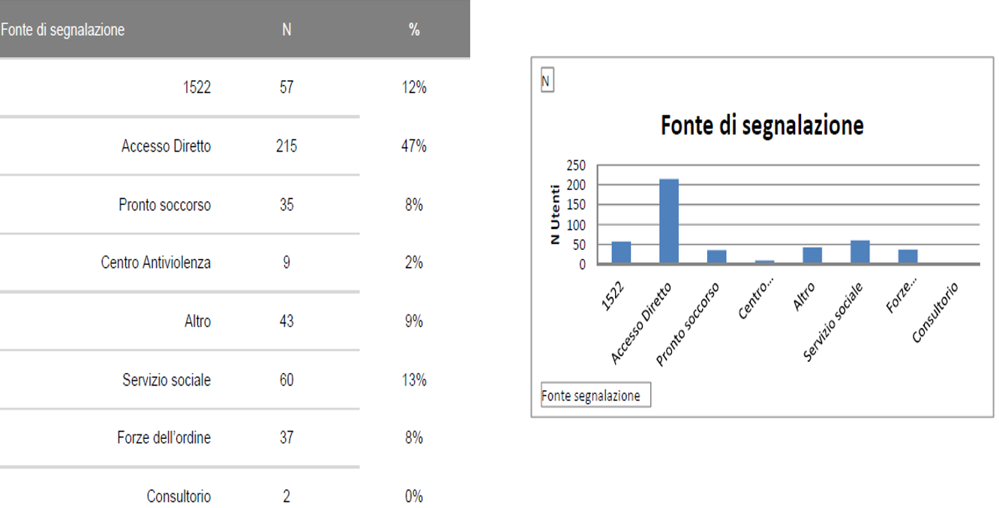 Fonte di segnalazione N %
1522 57 12%
Accesso Diretto 215 47%
Pronto soccorso 35 8%
Centro Antiviolenza 9 2%
Altro 43 9%
Servizio sociale 60 13%
Forze dell’ordine 37 8%
Consultorio 2 0%
N
Fonte di segnalazione
N Utenti
250
200
150
100
50
0
1522
Accesso Diretto
Pronto soccorso
Centro...
Altro
Servizio sociale
Forze...
Consultorio
Fonte segnalazione